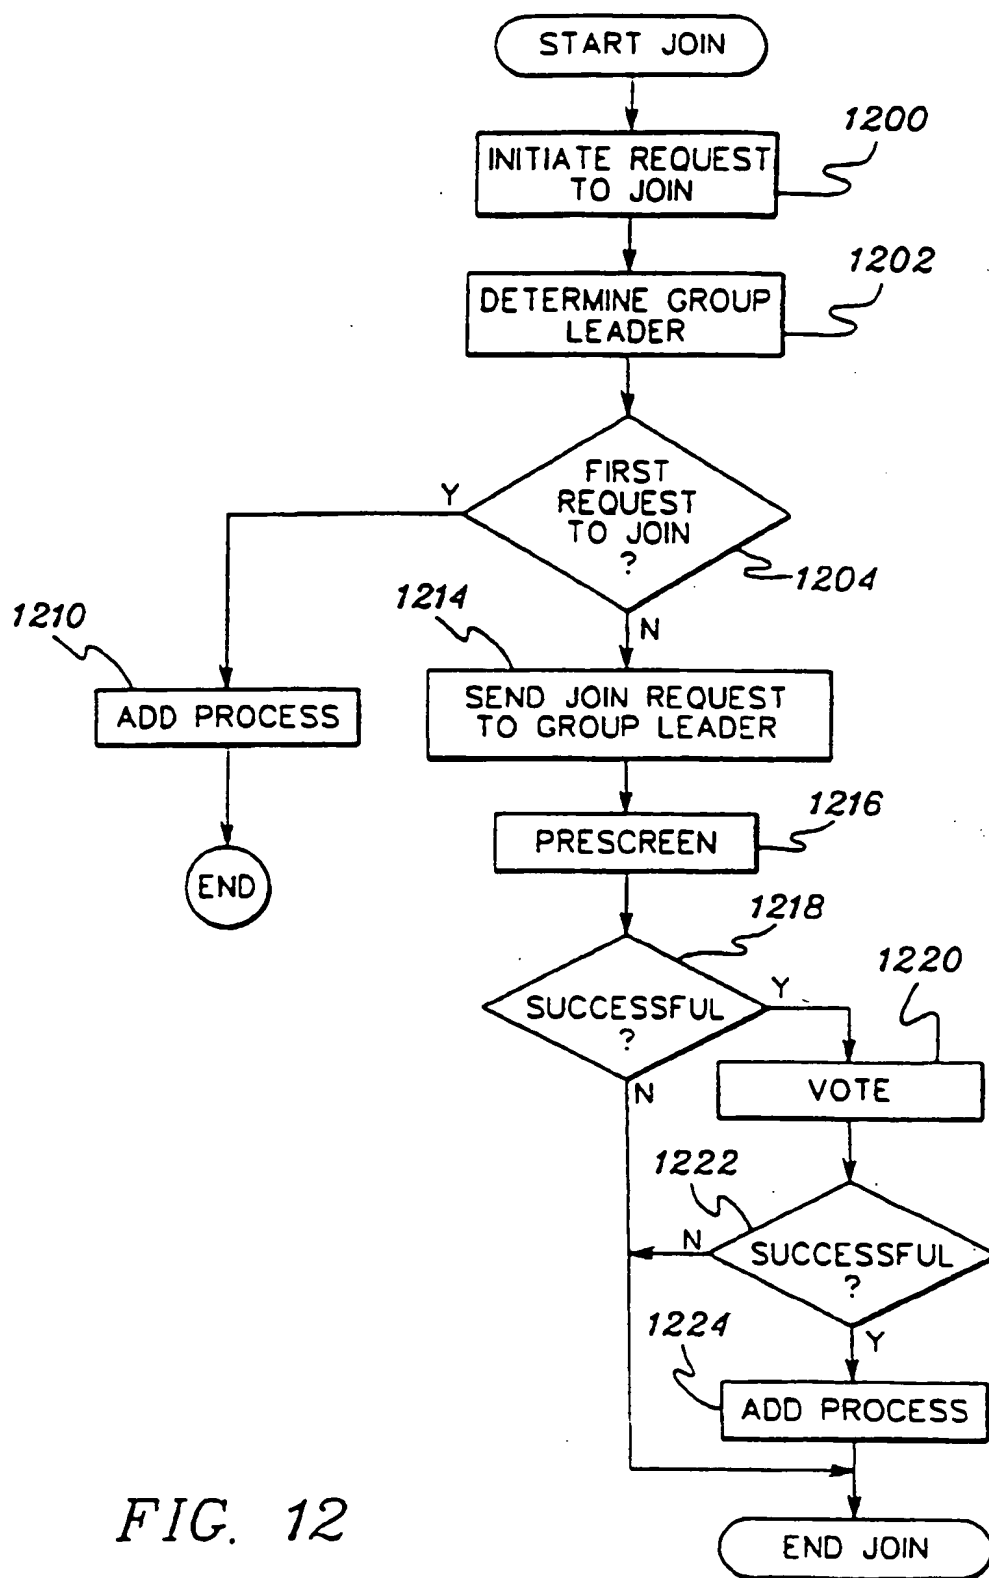 START JOIN
1200
INITIATE REQUEST
TO JOIN
1202
DETERMINE GROUP
LEADER
FIRST
REQUEST
TO JOIN
?
Y
1204
N
1210
1214
ADD PROCESS
SEND JOIN REQUEST
TO GROUP LEADER
1216
PRESCREEN
END
1218
SUCCESSFUL
?
Y
N
1220
VOTE
1222
N
SUCCESSFUL
?
Y
1224
ADD PROCESS
END JOIN
FIG. 12